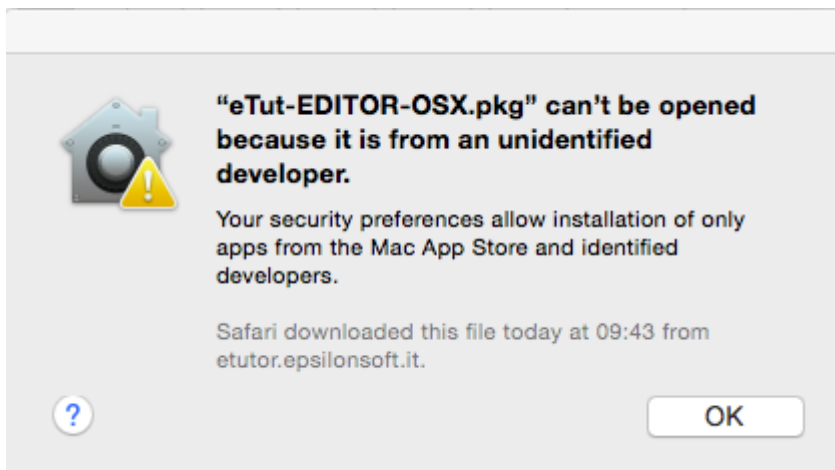 “eTut-EDITOR-OSX.pkg” can’t be opened
because it is from an unidentified
developer.
Your security preferences allow installation of only
apps from the Mac App Store and identified
developers.
Safari downloaded this file today at 09:43 from
etutor.epsilonsoft.it.
?
OK